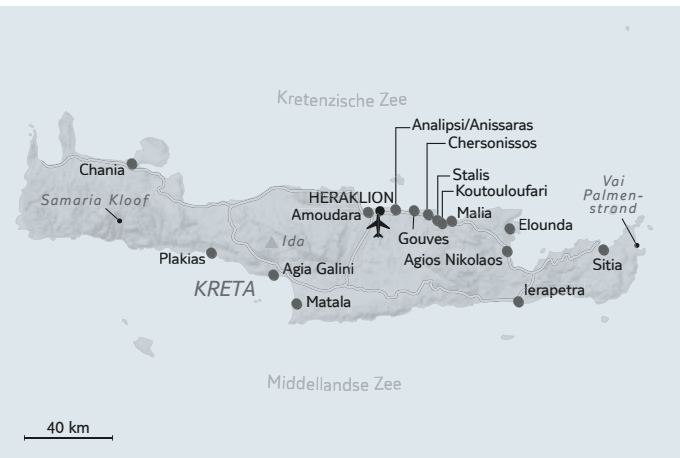 Kretenzische Zee
Analipsi/Anissaras
Chersonissos
Stalis
Koutouloufari
Malia
HERAKLION
Amoudara
Gouves
Chania
Samaria Kloof
Vai
Palmen-
strand
Elounda
Ida
Plakias
Agios Nikolaos
Sitia
Agia Galini
KRETA
Matala
Ierapetra
Middellandse Zee
40 km